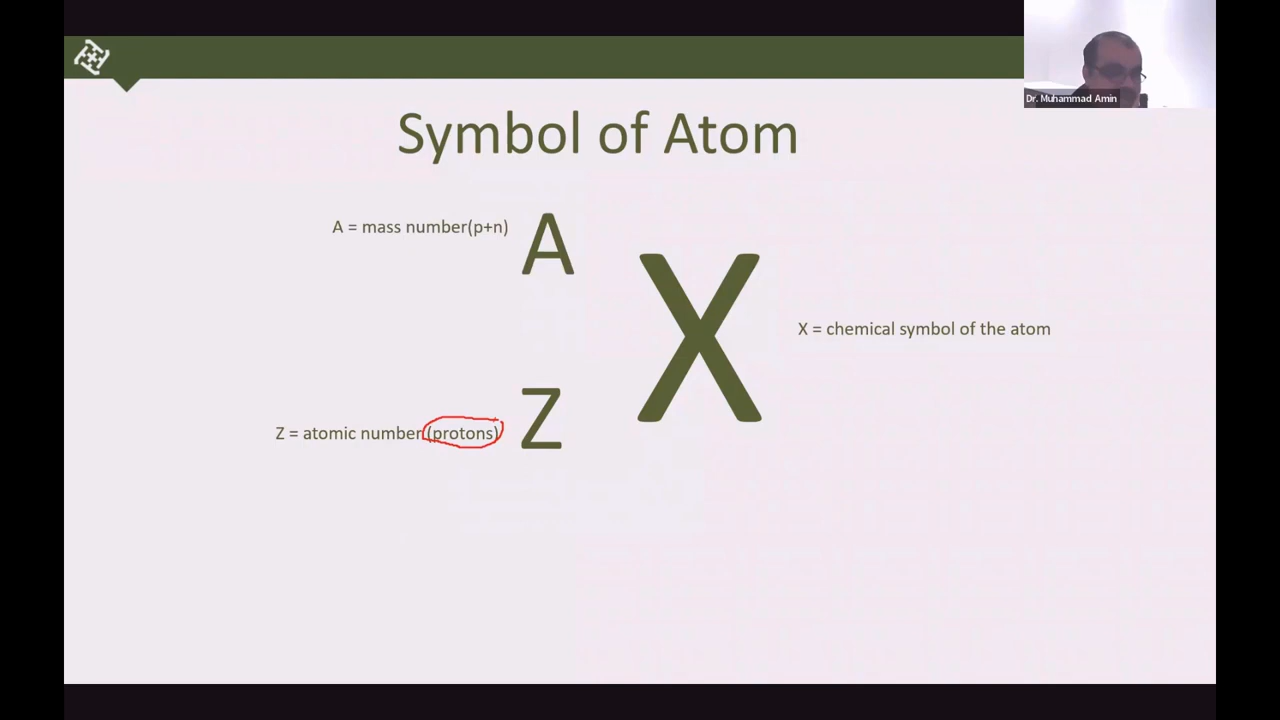 Dr. Muhammad Amin
Symbol of Atom
A = mass number(p+n)
A
X
X = chemical symbol of the atom
Z = atomic number (protons)
Z